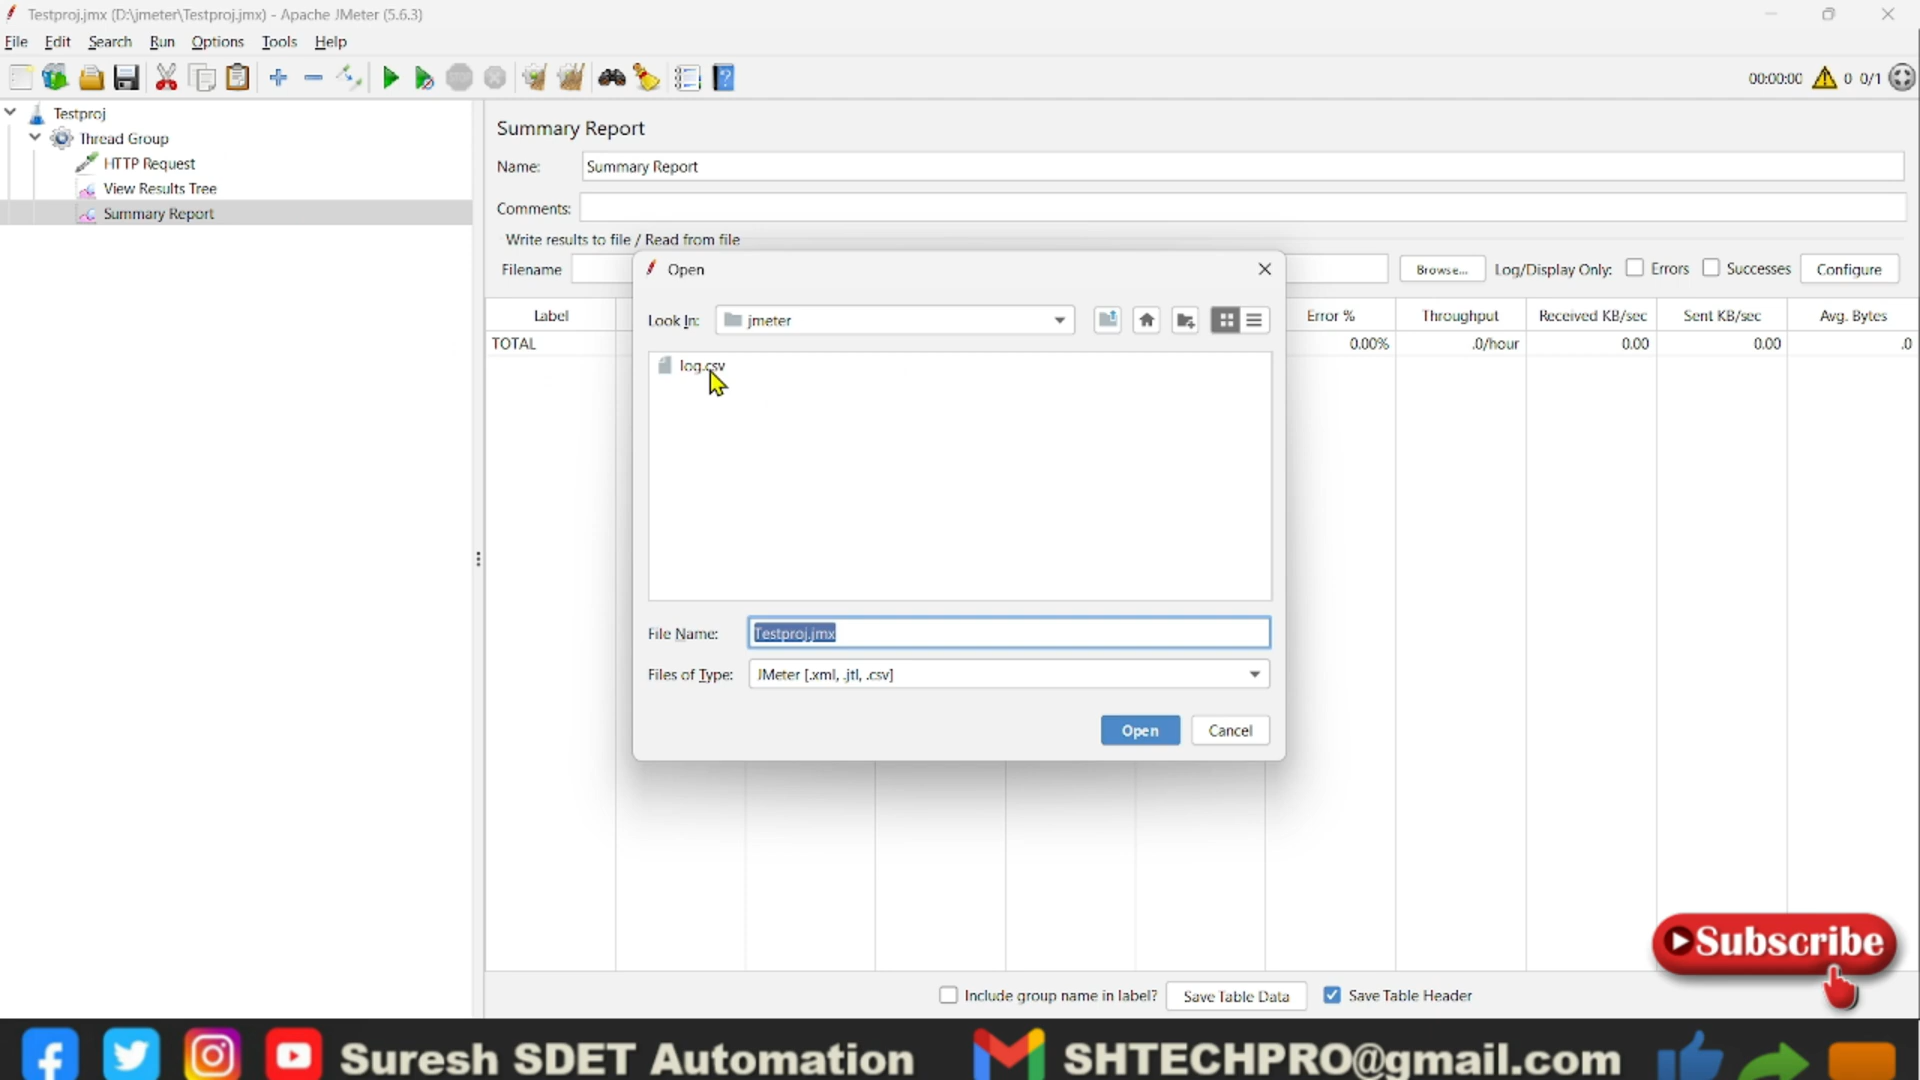 Testproj.jmx (D:\jmeter\Testproj.jmx) - Apache JMeter (5.6.3)
File Edit Search Run Options Tools Help
00:00:00 0 0/1
Testproj
Thread Group
HTTP Request
View Results Tree
Summary Report
Summary Report
Name: Summary Report
Comments:
Write results to file / Read from file
Filename Browse... Log/Display Only: Errors Successes Configure
Label Error % Throughput Received KB/sec Sent KB/sec Avg. Bytes
TOTAL 0.00% .0/hour 0.00 0.00 .0
Open
Look In: jmeter
log.csv
File Name: Testproj.jmx
Files of Type: JMeter [.xml, .jtl, .csv]
Open Cancel
Subscribe
Include group name in label? Save Table Data Save Table Header
Suresh SDET Automation SHTECHPRO@gmail.com